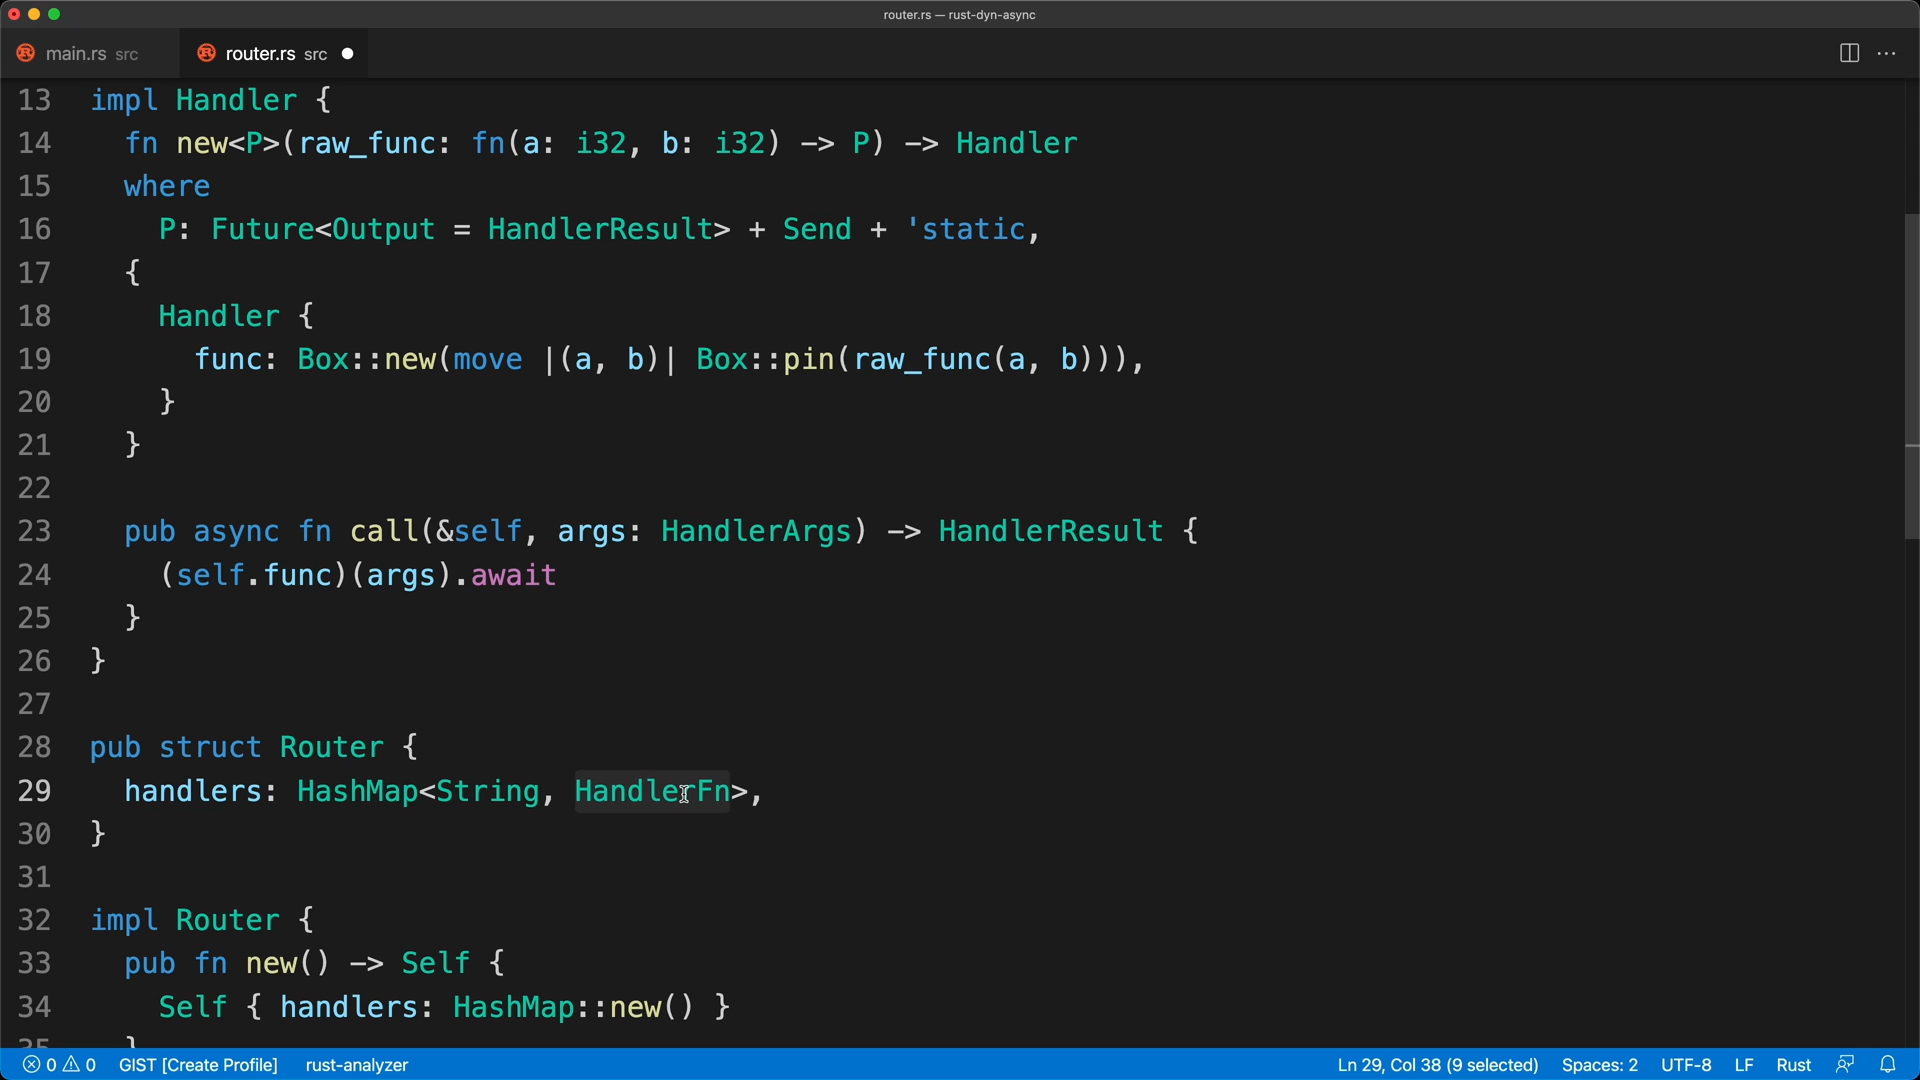 router.rs — rust-dyn-async
main.rs src
router.rs src
13 impl Handler {
14 fn new<P>(raw_func: fn(a: i32, b: i32) -> P) -> Handler
15 where
16 P: Future<Output = HandlerResult> + Send + 'static,
17 {
18 Handler {
19 func: Box::new(move |(a, b)| Box::pin(raw_func(a, b))),
20 }
21 }
22
23 pub async fn call(&self, args: HandlerArgs) -> HandlerResult {
24 (self.func)(args).await
25 }
26 }
27
28 pub struct Router {
29 handlers: HashMap<String, HandlerFn>,
30 }
31
32 impl Router {
33 pub fn new() -> Self {
34 Self { handlers: HashMap::new() }
35 }
0 0 GIST [Create Profile] rust-analyzer Ln 29, Col 38 (9 selected) Spaces: 2 UTF-8 LF Rust